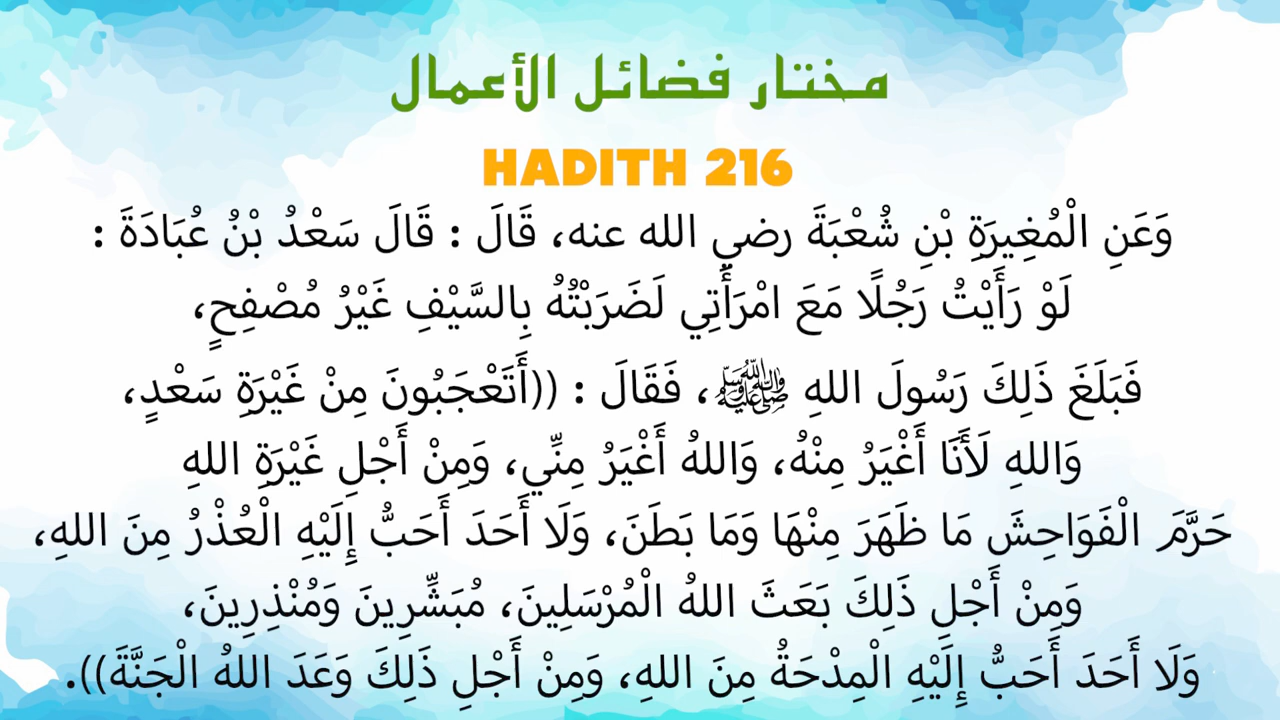 مختار فضائل الأعمال
HADITH 216
وَعَنِ الْمُغِيرَةِ بْنِ شُعْبَةَ رضي الله عنه، قَالَ : قَالَ سَعْدُ بْنُ عُبَادَةَ :
لَوْ رَأَيْتُ رَجُلًا مَعَ امْرَأَتِي لَضَرَبْتُهُ بِالسَّيْفِ غَيْرُ مُصْفِحٍ،
فَبَلَغَ ذَلِكَ رَسُولَ اللهِ ﷺ، فَقَالَ : ((أَتَعْجَبُونَ مِنْ غَيْرَةِ سَعْدٍ،
وَاللهِ لَأَنَا أَغْيَرُ مِنْهُ، وَاللهُ أَغْيَرُ مِنِّي، وَمِنْ أَجْلِ غَيْرَةِ اللهِ
حَرَّمَ الْفَوَاحِشَ مَا ظَهَرَ مِنْهَا وَمَا بَطَنَ، وَلَا أَحَدَ أَحَبُّ إِلَيْهِ الْعُذْرُ مِنَ اللهِ،
وَمِنْ أَجْلِ ذَلِكَ بَعَثَ اللهُ الْمُرْسَلِينَ، مُبَشِّرِينَ وَمُنْذِرِينَ،
وَلَا أَحَدَ أَحَبُّ إِلَيْهِ الْمِدْحَةُ مِنَ اللهِ، وَمِنْ أَجْلِ ذَلِكَ وَعَدَ اللهُ الْجَنَّةَ)).